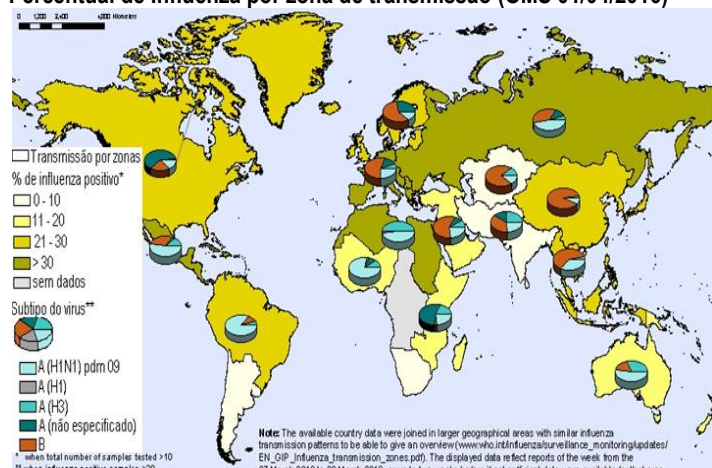 Percentual de influenza por zona de transmissão (OMS 01/04/2016)
0 1,200 2,400 4,800 Kilometers
Transmissão por zonas
% de influenza positivo*
0 - 10
11 - 20
21 - 30
> 30
sem dados
Subtipo do vírus**
A (H1N1) pdm 09
A (H1)
A (H3)
A (não especificado)
B
* when total number of samples tested >10
Note: The available country data were joined in larger geographical areas with similar influenza
transmission patterns to be able to give an overview (www.who.int/influenza/surveillance_monitoring/updates/
EN_GIP_Influenza_transmission_zones.pdf). The displayed data reflect reports of the week from the